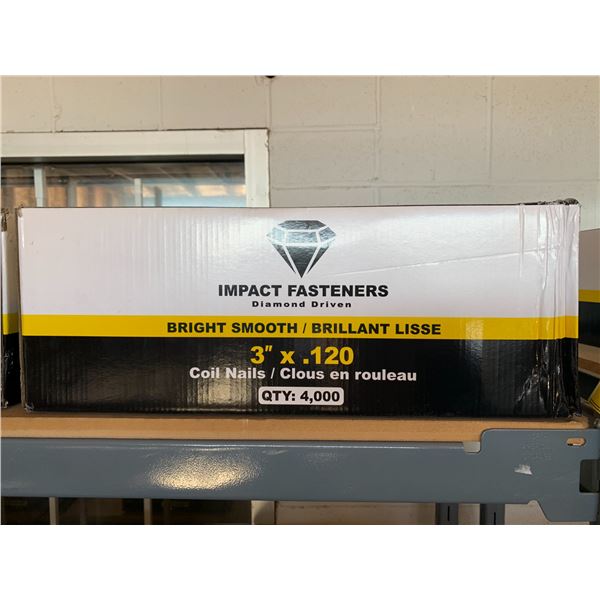 IMPACT FASTENERS
Diamond Driven
BRIGHT SMOOTH / BRILLANT LISSE
3" x .120
Coil Nails / Clous en rouleau
QTY: 4,000